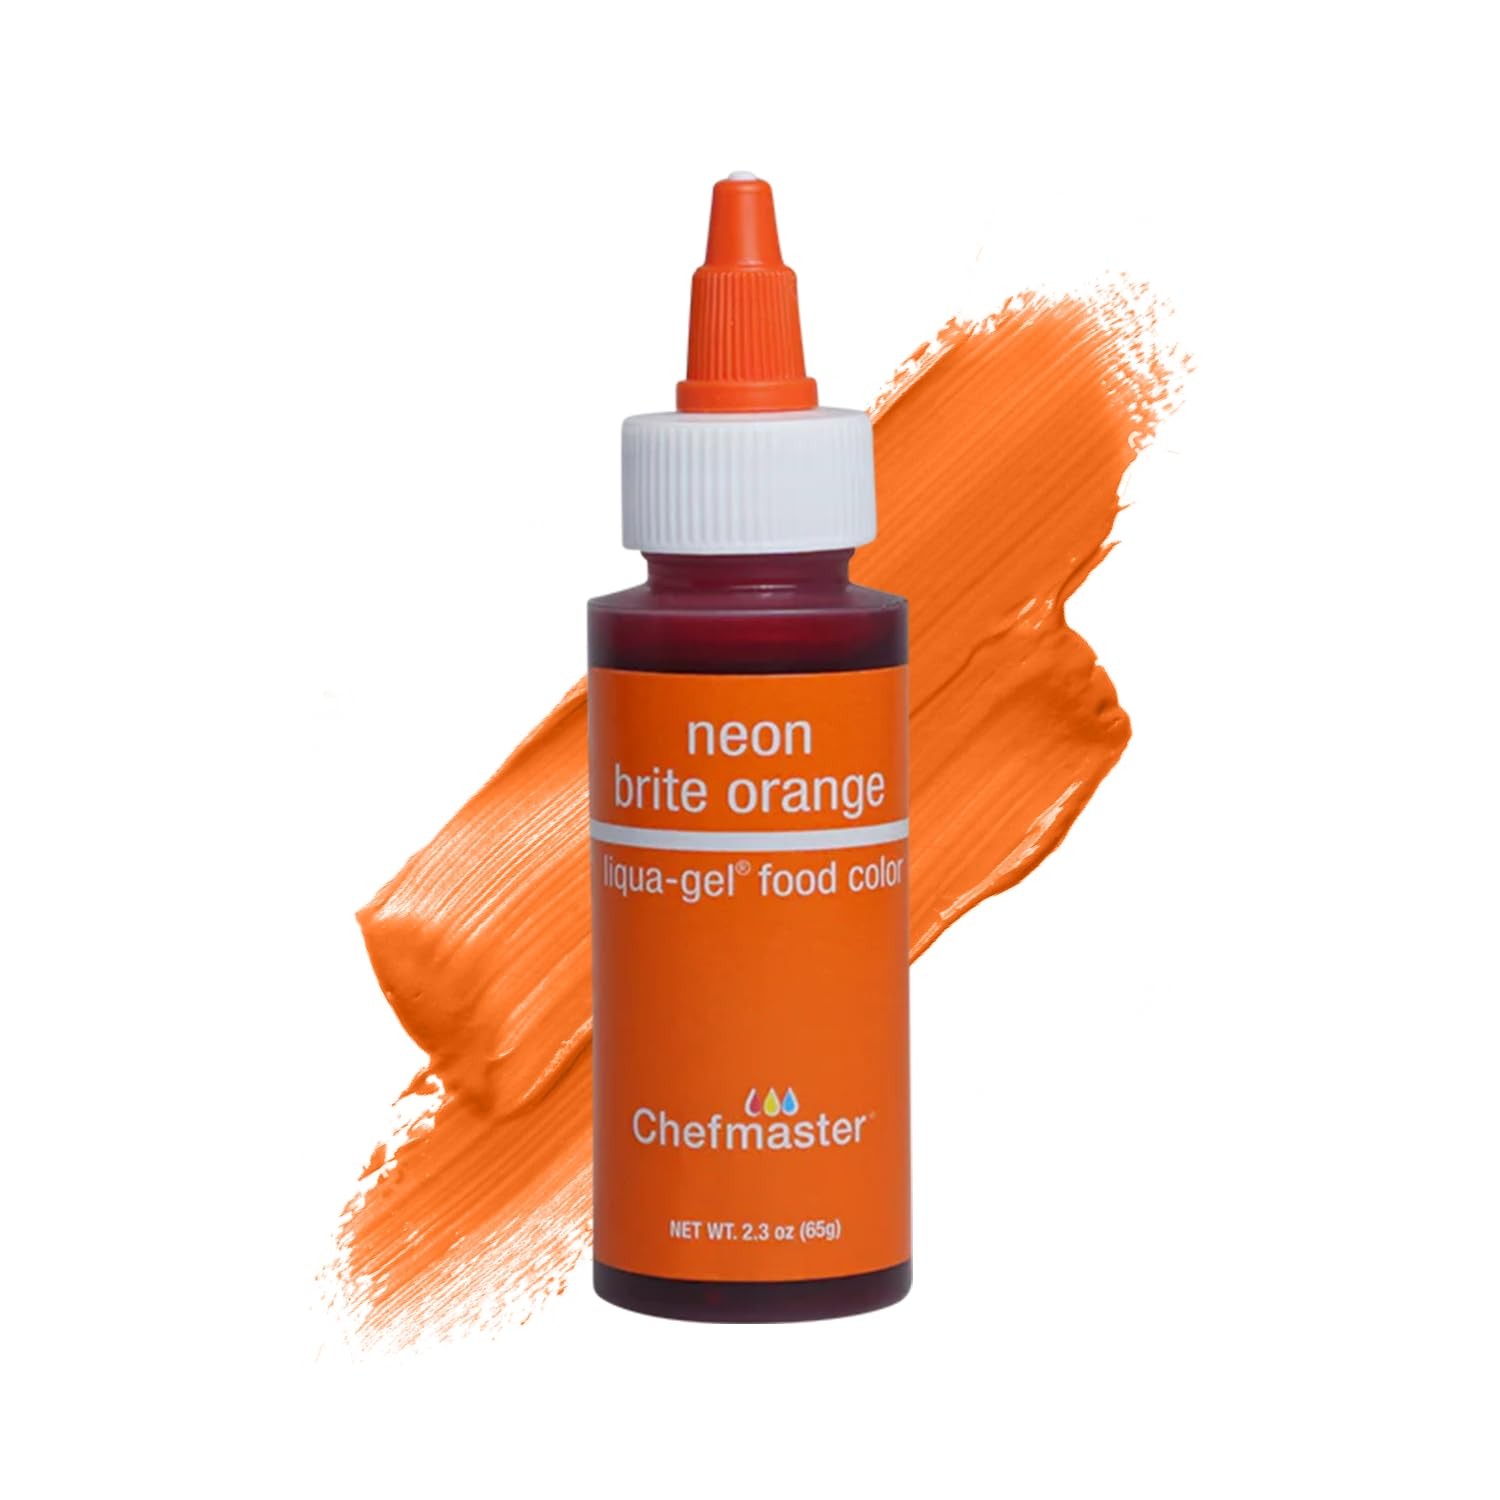 neon
brite orange
liqua-gel® food color
Chefmaster
NET WT. 2.3 oz (65g)